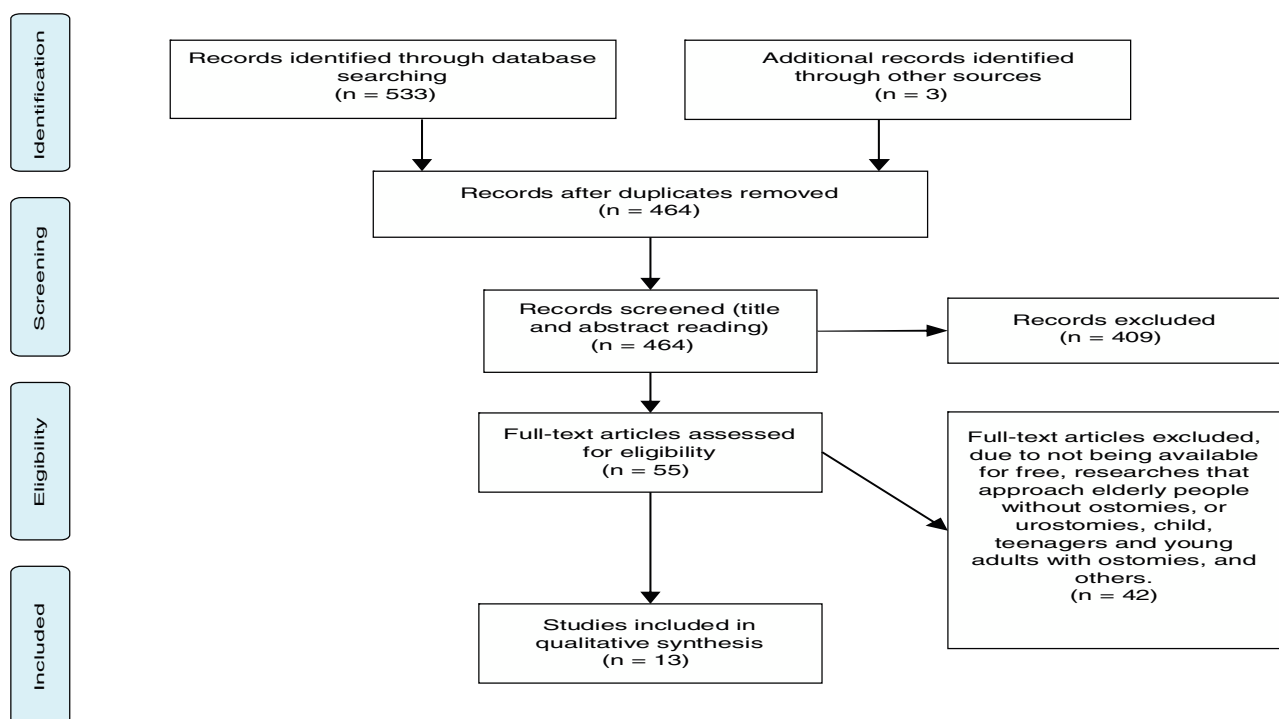 Identification
Records identified through database
searching
(n = 533)
Additional records identified
through other sources
(n = 3)
Records after duplicates removed
(n = 464)
Screening
Records screened (title
and abstract reading)
(n = 464)
Records excluded
(n = 409)
Eligibility
Full-text articles assessed
for eligibility
(n = 55)
Full-text articles excluded,
due to not being available
for free, researches that
approach elderly people
without ostomies, or
urostomies, child,
teenagers and young
adults with ostomies, and
others.
(n = 42)
Included
Studies included in
qualitative synthesis
(n = 13)